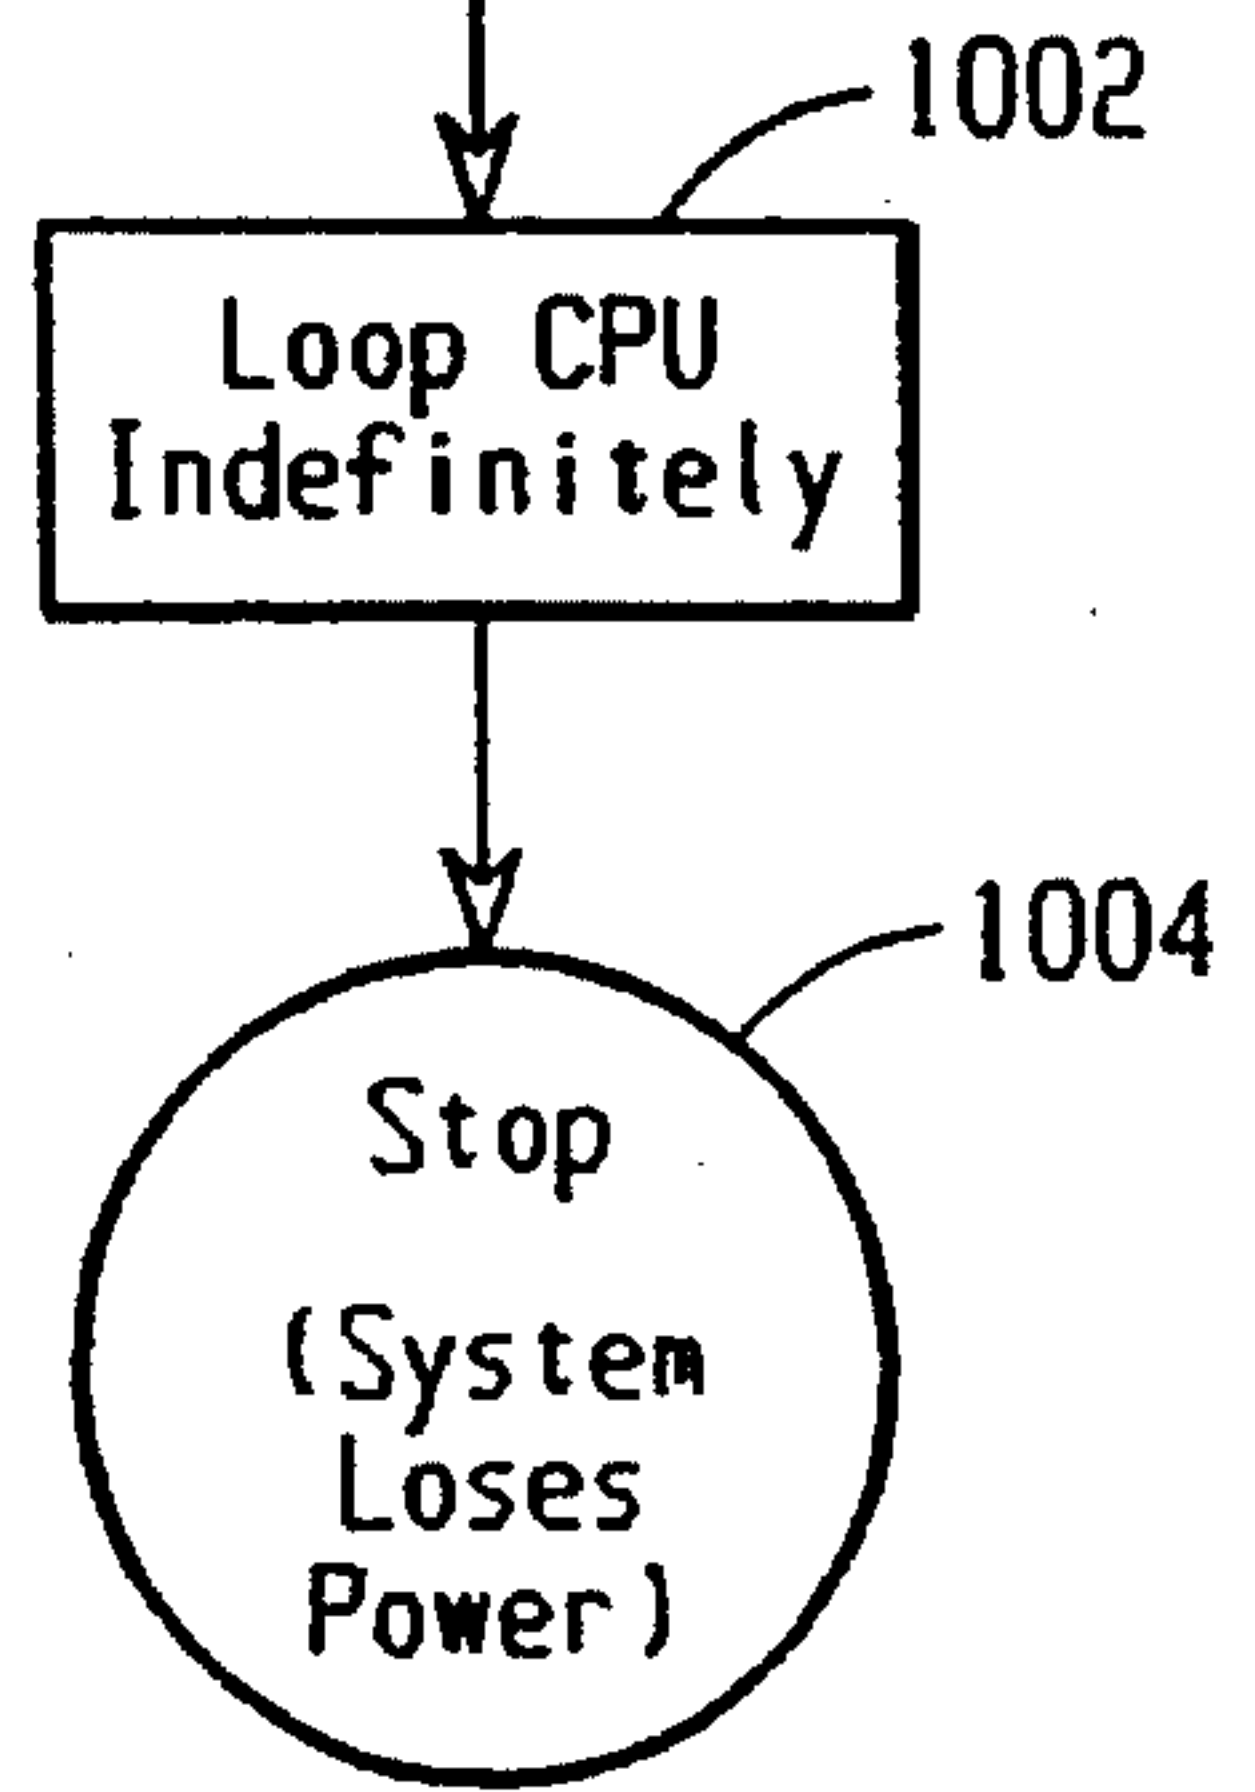 1002
Loop CPU
Indefinitely
1004
Stop
(System
Loses
Power)